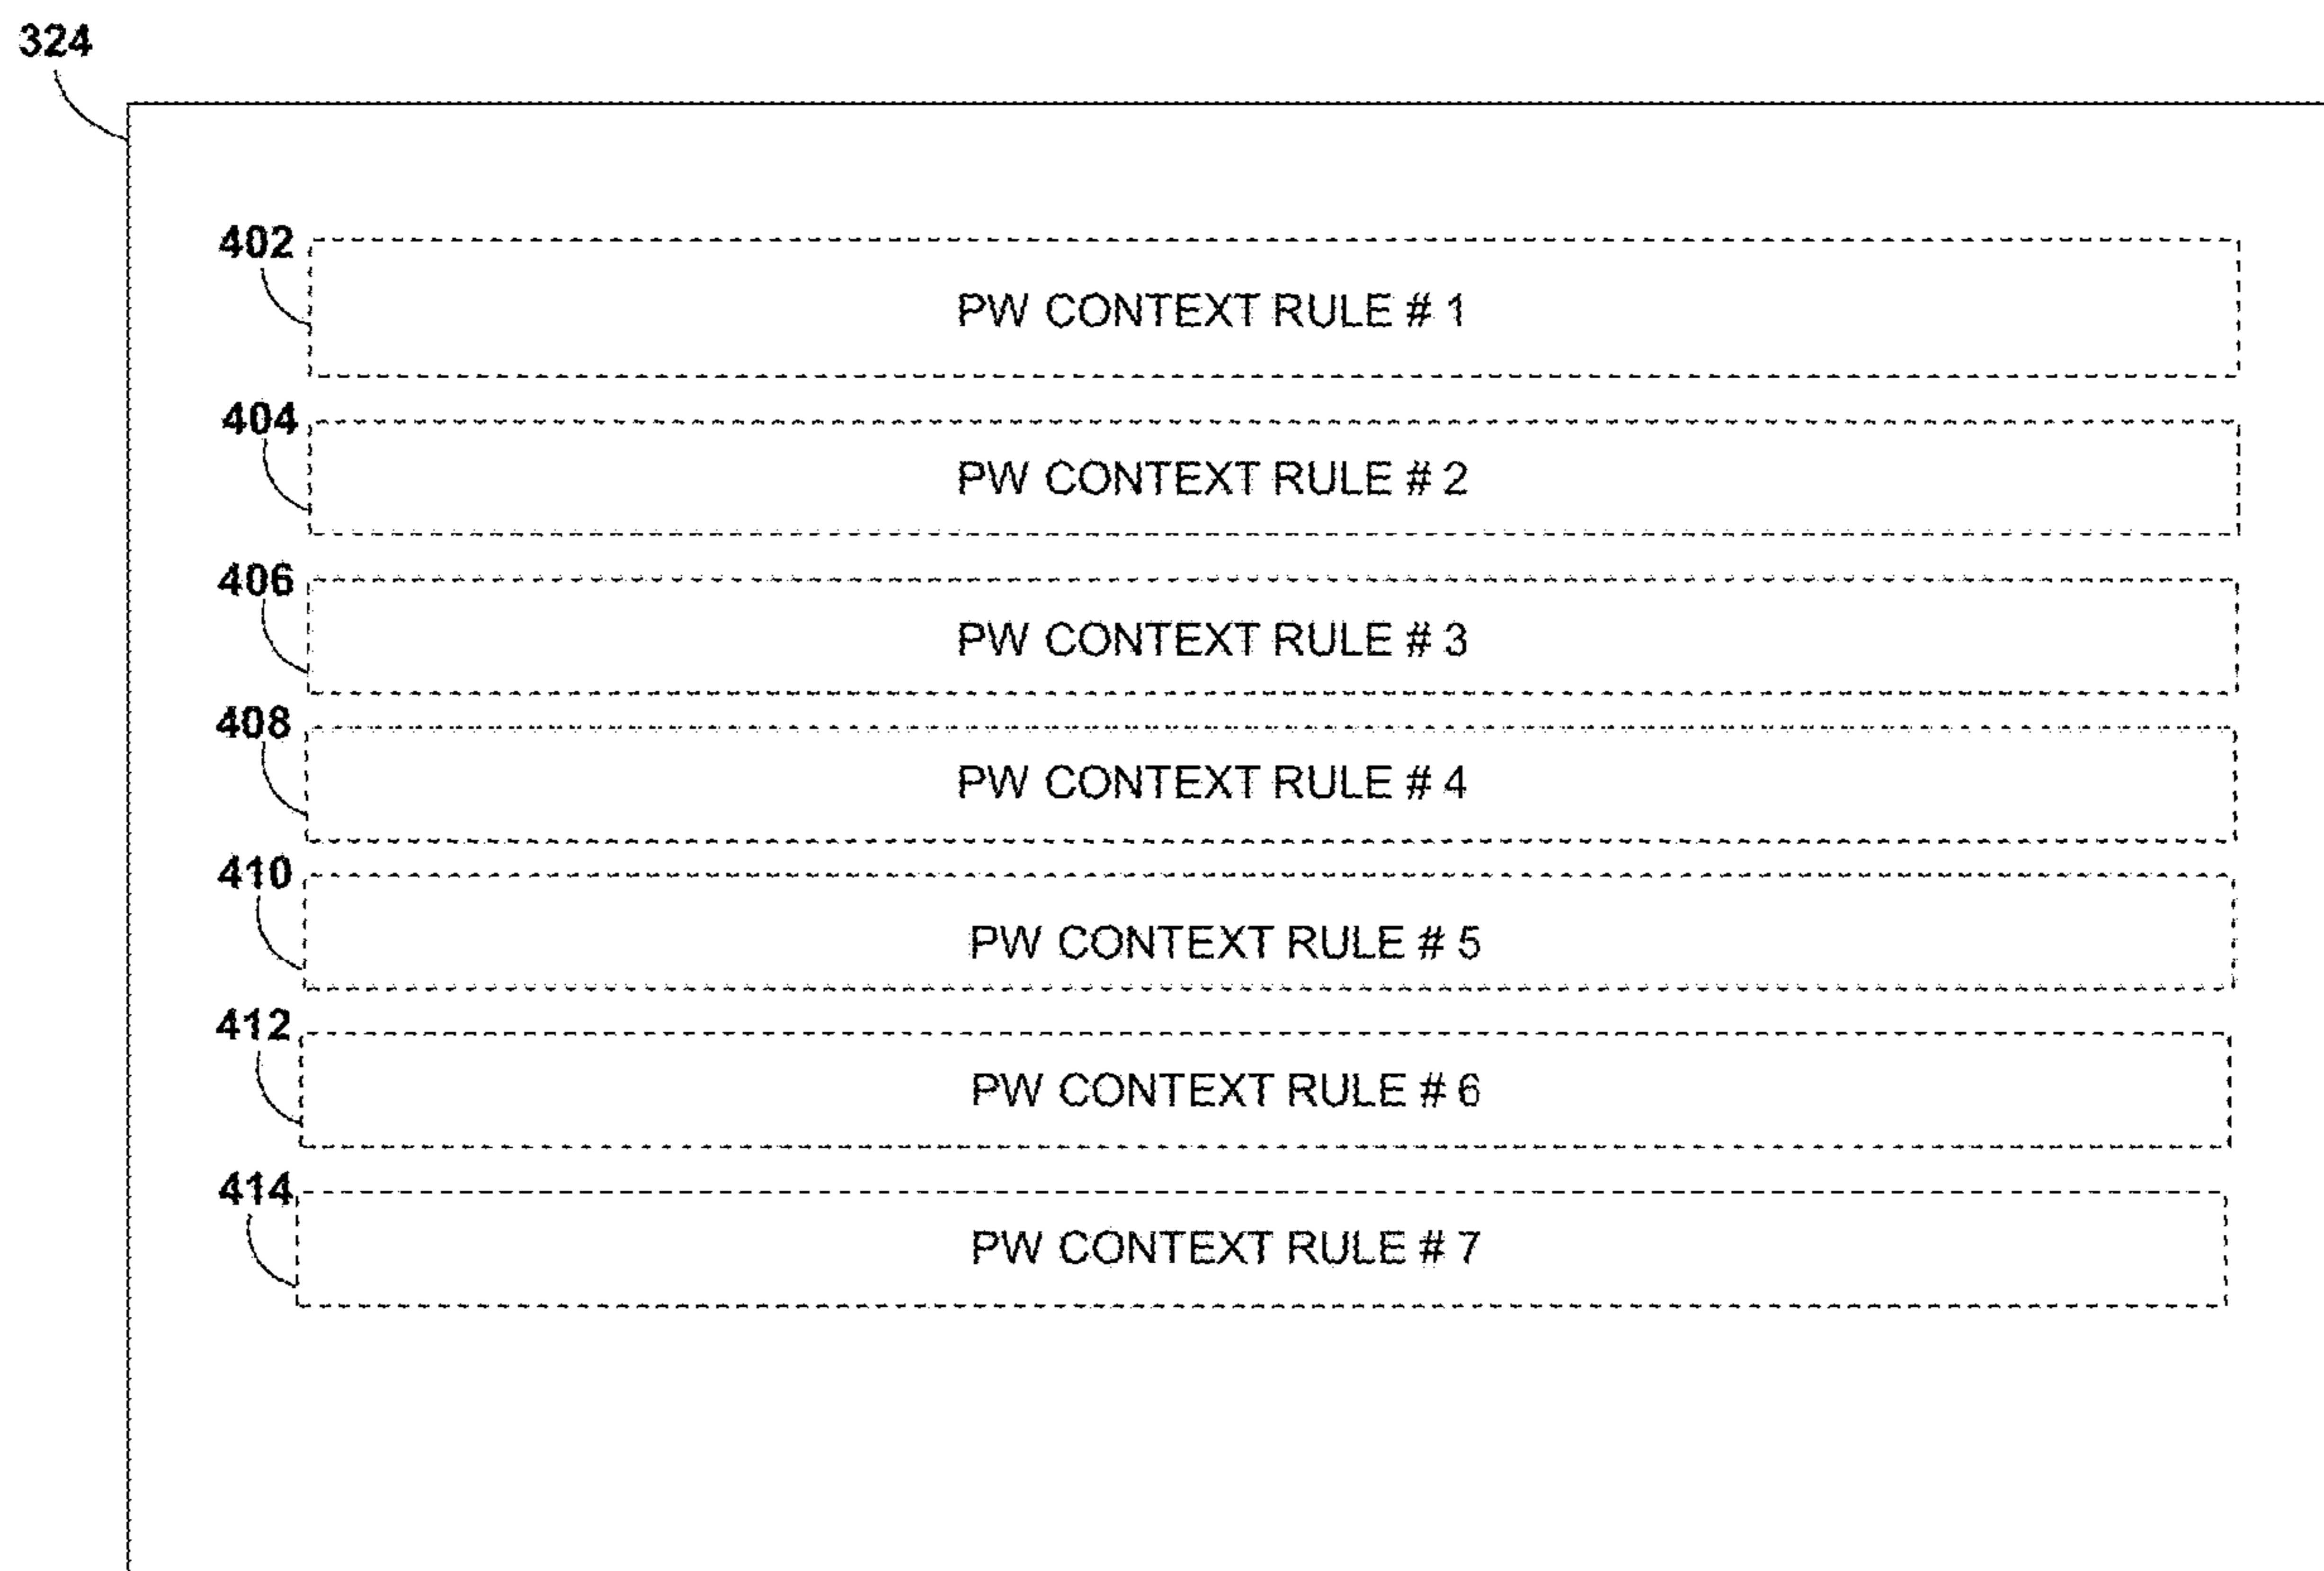 324
402
PW CONTEXT RULE # 1
404
PW CONTEXT RULE # 2
406
PW CONTEXT RULE # 3
408
PW CONTEXT RULE # 4
410
PW CONTEXT RULE # 5
412
PW CONTEXT RULE # 6
414
PW CONTEXT RULE # 7